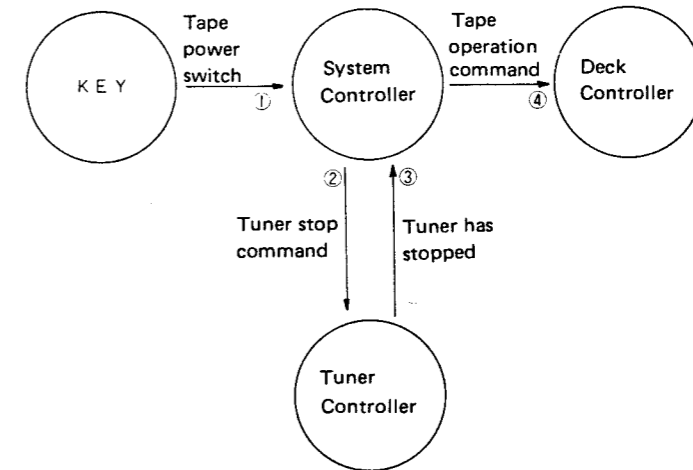 Tape
power
switch
KEY
①
System
Controller
Tape
operation
command
④
Deck
Controller
②
③
Tuner stop
command
Tuner has
stopped
Tuner
Controller